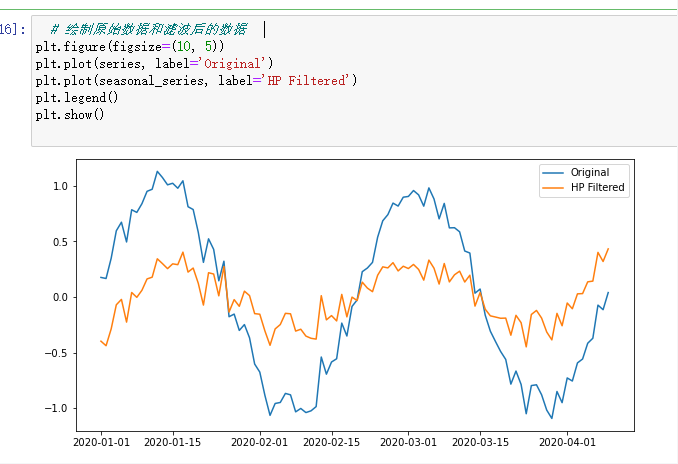 16]:
# 绘制原始数据和滤波后的数据
plt.figure(figsize=(10, 5))
plt.plot(series, label='Original')
plt.plot(seasonal_series, label='HP Filtered')
plt.legend()
plt.show()
Original
HP Filtered
1.0
0.5
0.0
−0.5
−1.0
2020-01-01 2020-01-15 2020-02-01 2020-02-15 2020-03-01 2020-03-15 2020-04-01